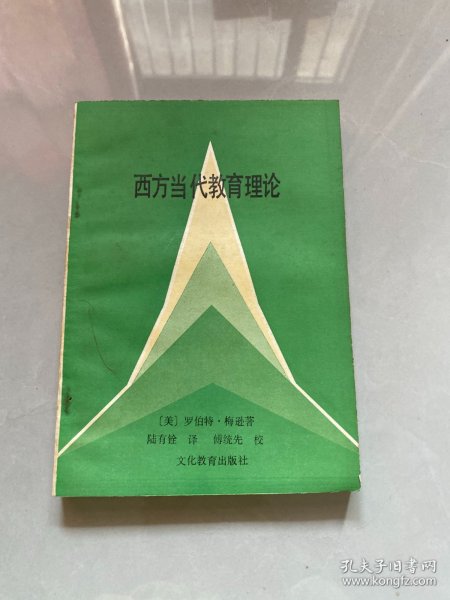 西方当代教育理论
〔美〕罗伯特·梅逊著
陆有铨 译 傅统先 校
文化教育出版社
孔夫子旧书网
www.kongfz.com